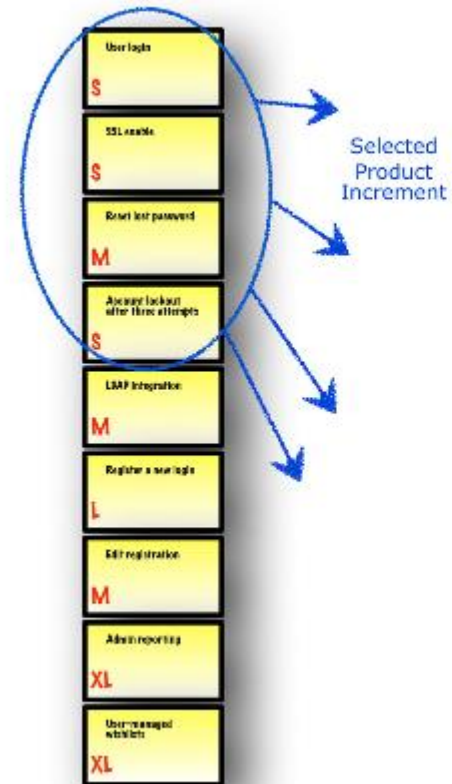 User login
S
SSL enable
S
Reset lost password
M
Account lockout
after three attempts
S
LDAP integration
M
Register a new login
L
Edit registration
M
Admin reporting
XL
User-managed
wishlists
XL
Selected
Product
Increment